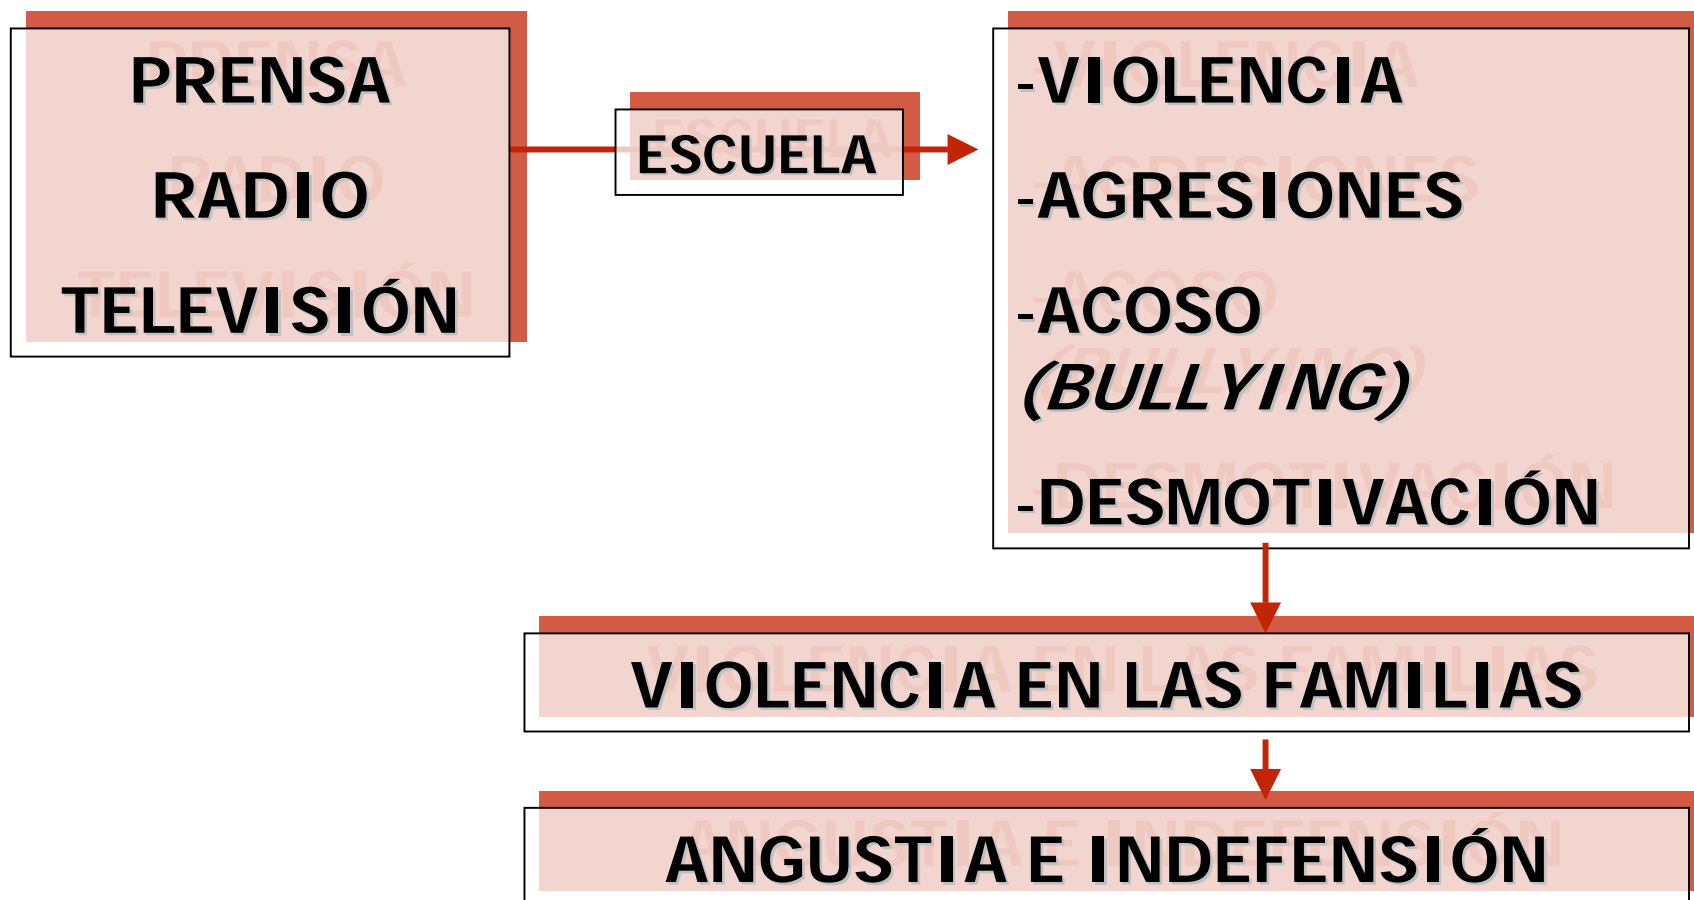 PRENSA
RADIO
TELEVISIÓN
ESCUELA
-VIOLENCIA
-AGRESIONES
-ACOSO
(BULLYING)
-DESMOTIVACIÓN
VIOLENCIA EN LAS FAMILIAS
ANGUSTIA E INDEFENSIÓN